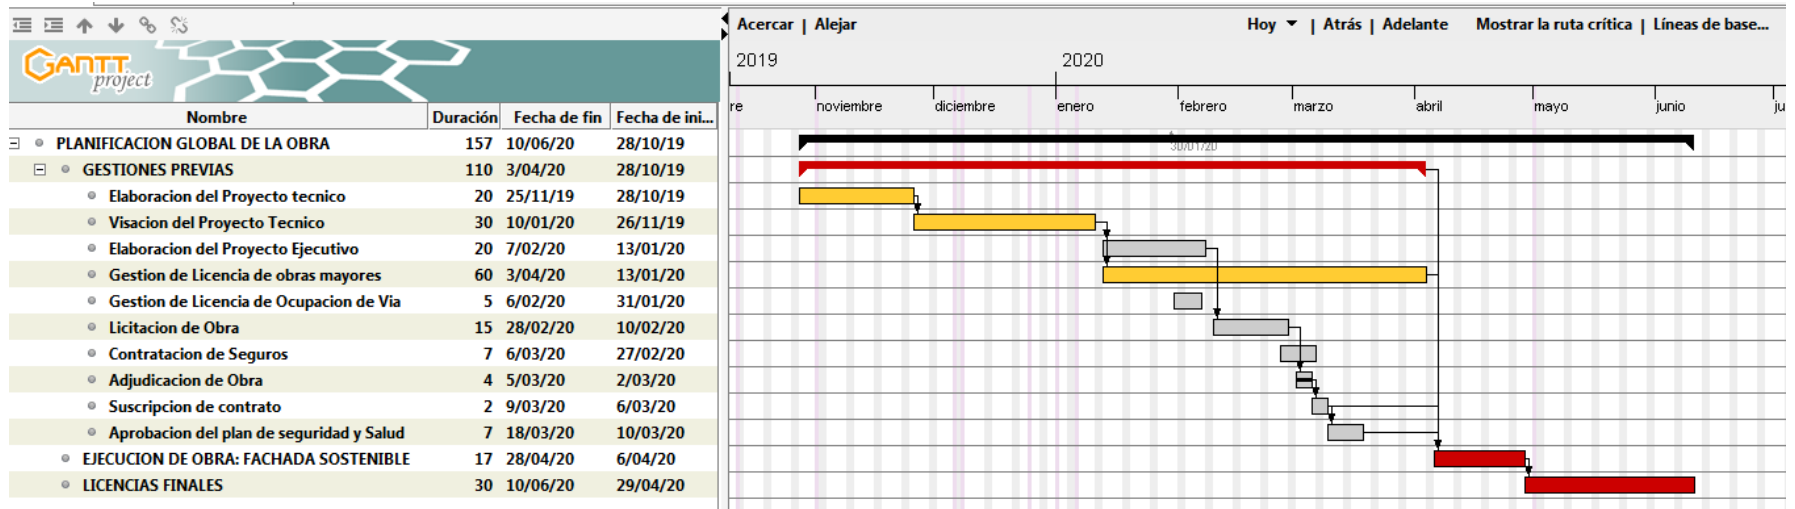 Acercar | Alejar Hoy | Atrás | Adelante Mostrar la ruta crítica | Líneas de base...
GANTT
project
2019 2020
Nombre Duración Fecha de fin Fecha de ini...
re noviembre diciembre enero febrero marzo abril mayo junio ju
PLANIFICACION GLOBAL DE LA OBRA 157 10/06/20 28/10/19
30/01/20
GESTIONES PREVIAS 110 3/04/20 28/10/19
Elaboracion del Proyecto tecnico 20 25/11/19 28/10/19
Visacion del Proyecto Tecnico 30 10/01/20 26/11/19
Elaboracion del Proyecto Ejecutivo 20 7/02/20 13/01/20
Gestion de Licencia de obras mayores 60 3/04/20 13/01/20
Gestion de Licencia de Ocupacion de Via 5 6/02/20 31/01/20
Licitacion de Obra 15 28/02/20 10/02/20
Contratacion de Seguros 7 6/03/20 27/02/20
Adjudicacion de Obra 4 5/03/20 2/03/20
Suscripcion de contrato 2 9/03/20 6/03/20
Aprobacion del plan de seguridad y Salud 7 18/03/20 10/03/20
EJECUCION DE OBRA: FACHADA SOSTENIBLE 17 28/04/20 6/04/20
LICENCIAS FINALES 30 10/06/20 29/04/20